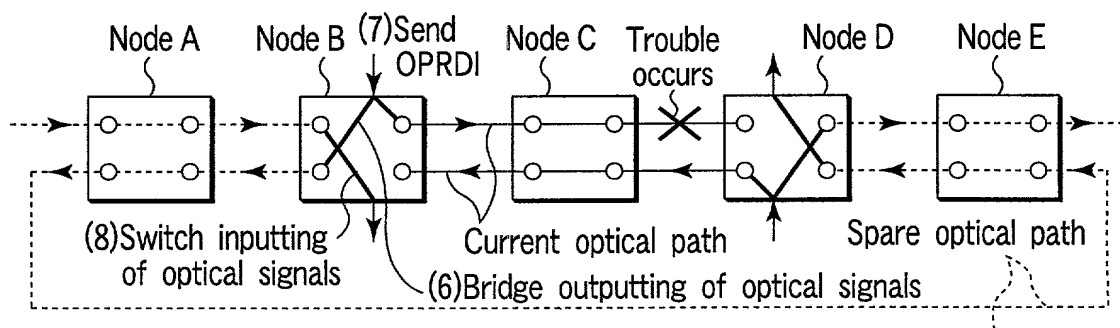 Node A
Node B
(7)Send
OPRDI
Node C
Trouble
occurs
Node D
Node E
(8)Switch inputting
of optical signals
Current optical path
Spare optical path
(6)Bridge outputting of optical signals